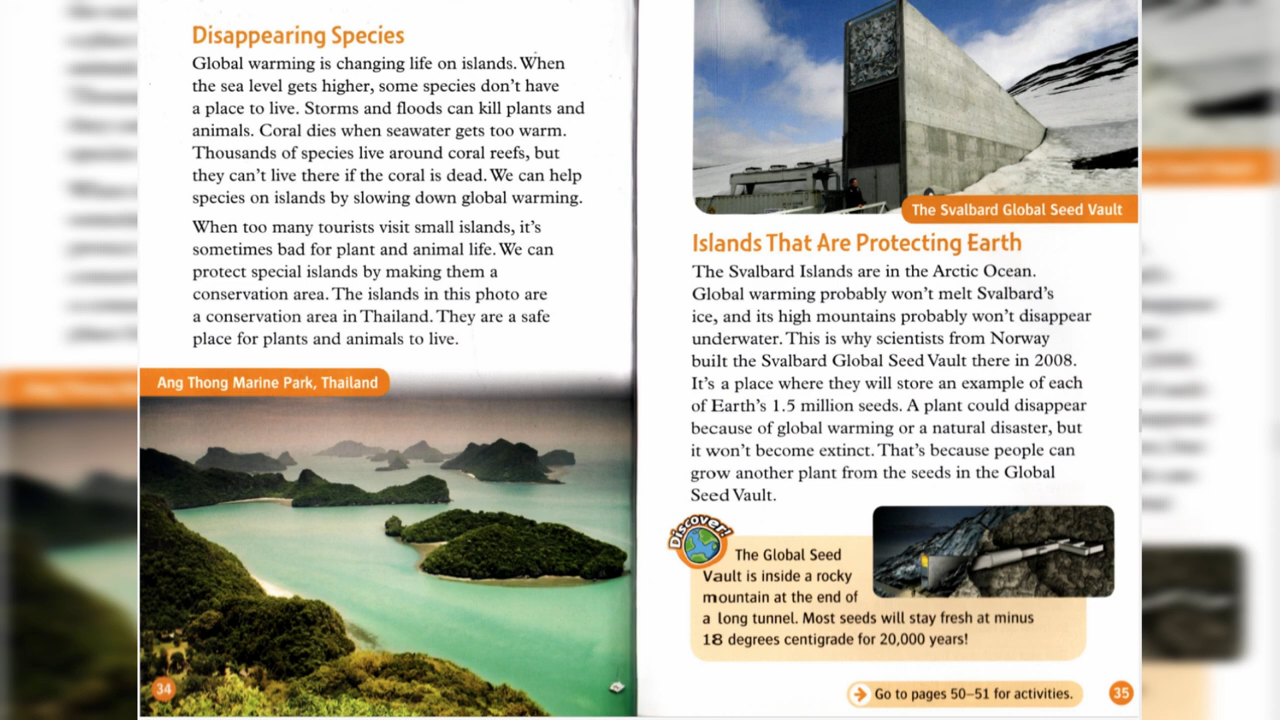 Disappearing Species
Global warming is changing life on islands. When
the sea level gets higher, some species don't have
a place to live. Storms and floods can kill plants and
animals. Coral dies when seawater gets too warm.
Thousands of species live around coral reefs, but
they can't live there if the coral is dead. We can help
species on islands by slowing down global warming.
When too many tourists visit small islands, it's
sometimes bad for plant and animal life. We can
protect special islands by making them a
conservation area. The islands in this photo are
a conservation area in Thailand. They are a safe
place for plants and animals to live.
Ang Thong Marine Park, Thailand
34
The Svalbard Global Seed Vault
Islands That Are Protecting Earth
The Svalbard Islands are in the Arctic Ocean.
Global warming probably won't melt Svalbard's
ice, and its high mountains probably won't disappear
underwater. This is why scientists from Norway
built the Svalbard Global Seed Vault there in 2008.
It's a place where they will store an example of each
of Earth's 1.5 million seeds. A plant could disappear
because of global warming or a natural disaster, but
it won't become extinct. That's because people can
grow another plant from the seeds in the Global
Seed Vault.
Discover!
The Global Seed
Vault is inside a rocky
mountain at the end of
a long tunnel. Most seeds will stay fresh at minus
18 degrees centigrade for 20,000 years!
Go to pages 50–51 for activities.
35